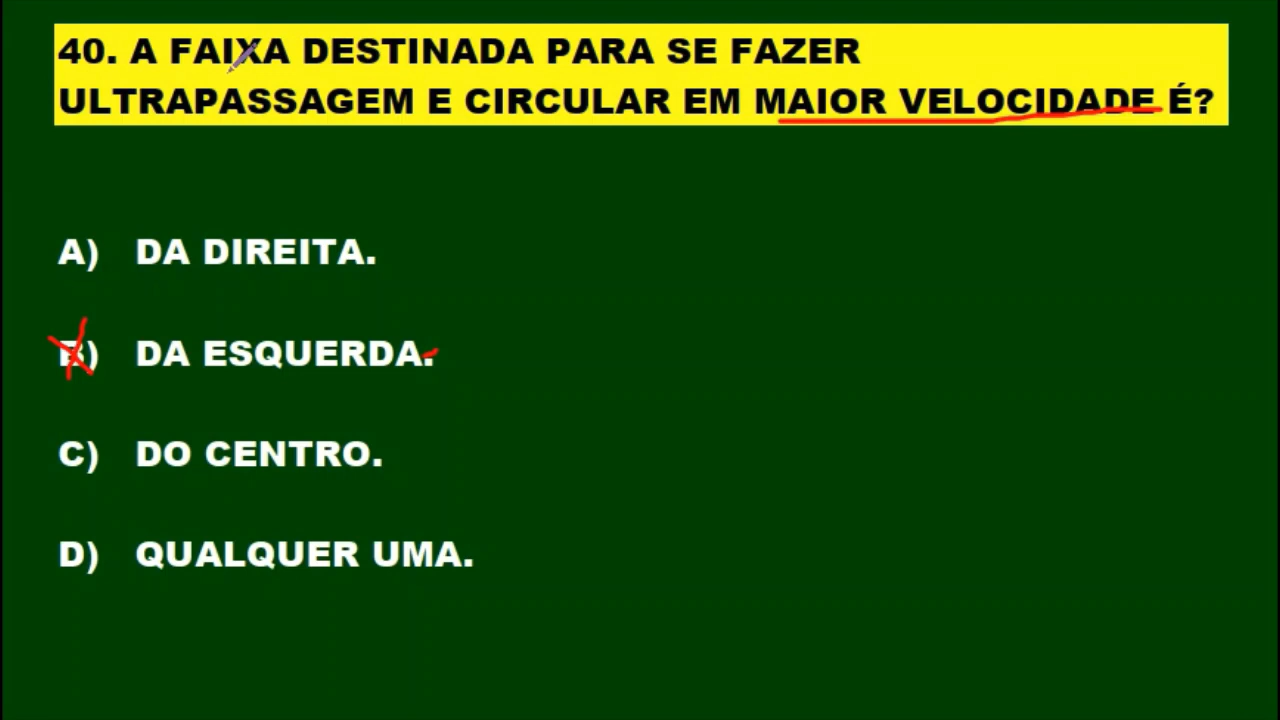 40. A FAIXA DESTINADA PARA SE FAZER
ULTRAPASSAGEM E CIRCULAR EM MAIOR VELOCIDADE É?
A) DA DIREITA.
B) DA ESQUERDA.
C) DO CENTRO.
D) QUALQUER UMA.